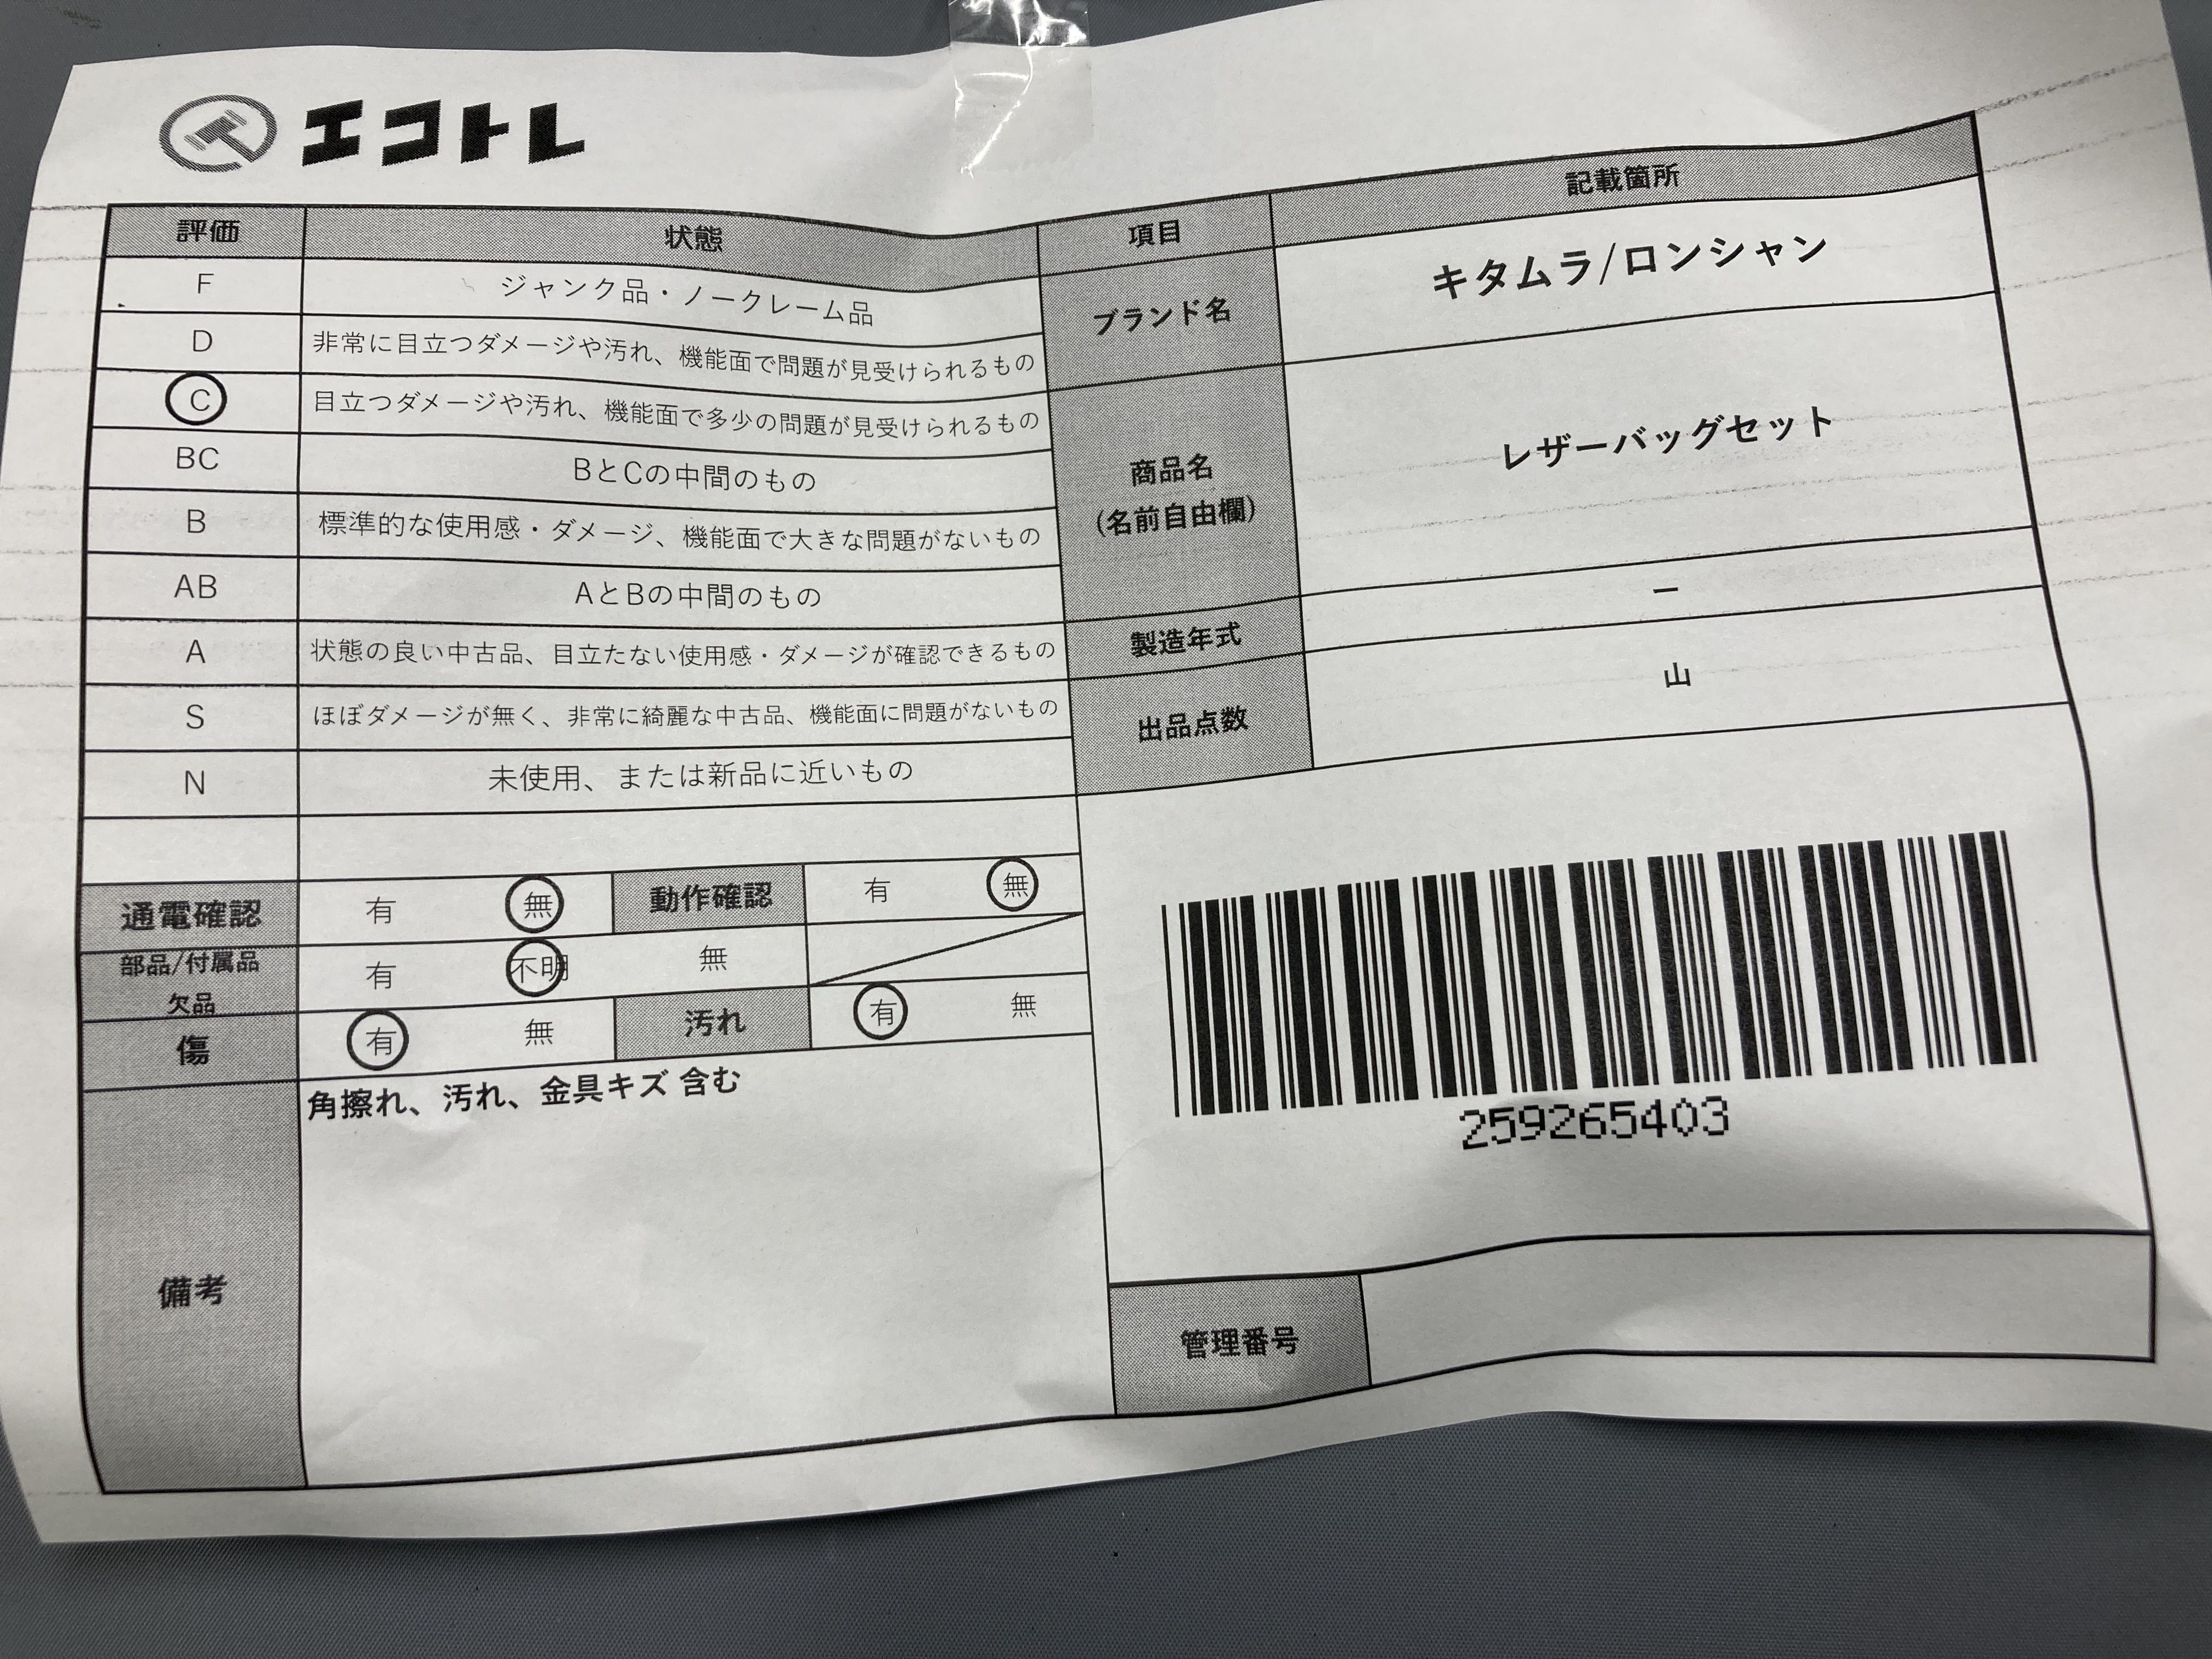 エコトレ
評価 状態
F ジャンク品・ノークレーム品
D 非常に目立つダメージや汚れ、機能面で問題が見受けられるもの
C 目立つダメージや汚れ、機能面で多少の問題が見受けられるもの
BC BとCの中間のもの
B 標準的な使用感・ダメージ、機能面で大きな問題がないもの
AB AとBの中間のもの
A 状態の良い中古品、目立たない使用感・ダメージが確認できるもの
S ほぼダメージが無く、非常に綺麗な中古品、機能面に問題がないもの
N 未使用、または新品に近いもの
通電確認 有 無 動作確認 有 無
部品/付属品
欠品 有 不明 無
傷 有 無 汚れ 有 無
備考 角擦れ、汚れ、金具キズ 含む
項目 記載箇所
ブランド名 キタムラ/ロンシャン
商品名
(名前自由欄) レザーバッグセット
製造年式 ー
出品点数 山
259265403
管理番号